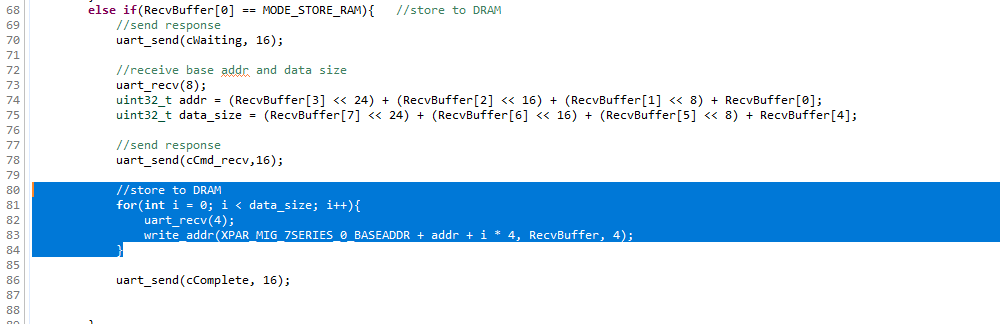 68 else if(RecvBuffer[0] == MODE_STORE_RAM){ //store to DRAM
69 //send response
70 uart_send(cWaiting, 16);
71
72 //receive base addr and data size
73 uart_recv(8);
74 uint32_t addr = (RecvBuffer[3] << 24) + (RecvBuffer[2] << 16) + (RecvBuffer[1] << 8) + RecvBuffer[0];
75 uint32_t data_size = (RecvBuffer[7] << 24) + (RecvBuffer[6] << 16) + (RecvBuffer[5] << 8) + RecvBuffer[4];
76
77 //send response
78 uart_send(cCmd_recv,16);
79
80 //store to DRAM
81 for(int i = 0; i < data_size; i++){
82 uart_recv(4);
83 write_addr(XPAR_MIG_7SERIES_0_BASEADDR + addr + i * 4, RecvBuffer, 4);
84 }
85
86 uart_send(cComplete, 16);
87
88